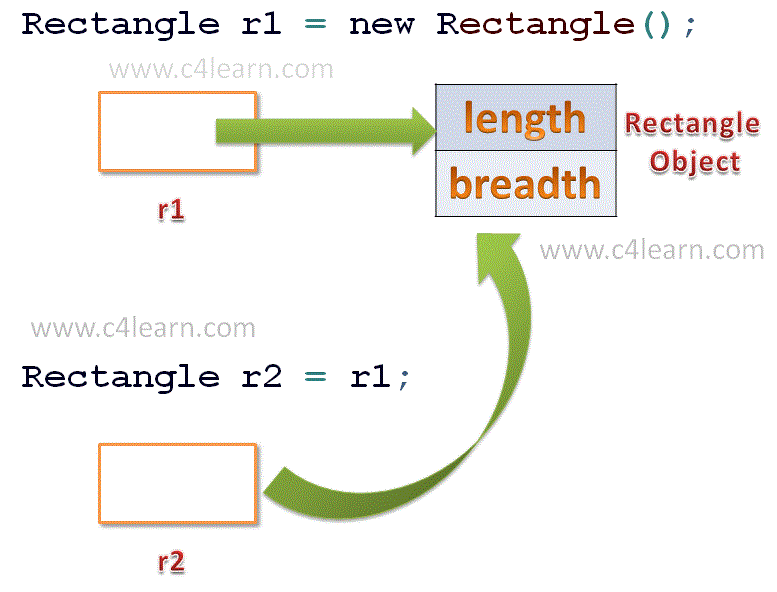 Rectangle r1 = new Rectangle();
www.c4learn.com
length
breadth
Rectangle
Object
r1
www.c4learn.com
www.c4learn.com
Rectangle r2 = r1;
r2